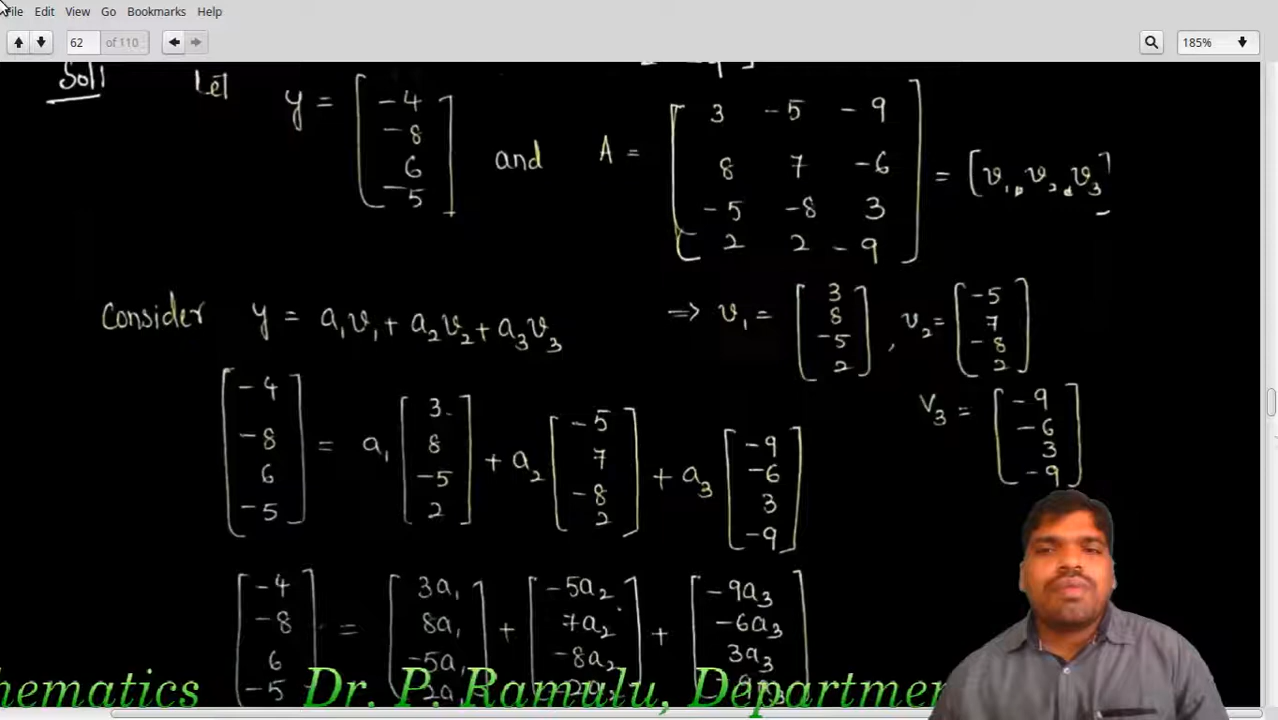 File Edit View Go Bookmarks Help
62 of 110 185%
Soln Let y = [ -4 -8 6 -5 ] and A = [ 3 -5 -9
8 7 -6
-5 -8 3
2 2 -9 ] = [v₁, v₂, v₃]
Consider y = a₁v₁ + a₂v₂ + a₃v₃ ⇒ v₁ = [ 3 8 -5 2 ], v₂ = [ -5 7 -8 2 ]
v₃ = [ -9 -6 3 -9 ]
[ -4 -8 6 -5 ] = a₁ [ 3 8 -5 2 ] + a₂ [ -5 7 -8 2 ] + a₃ [ -9 -6 3 -9 ]
[ -4 -8 6 -5 ] = [ 3a₁ 8a₁ -5a₁ 2a₁ ] + [ -5a₂ 7a₂ -8a₂ 2a₂ ] + [ -9a₃ -6a₃ 3a₃
hematics Dr. P. Ramulu, Departmen